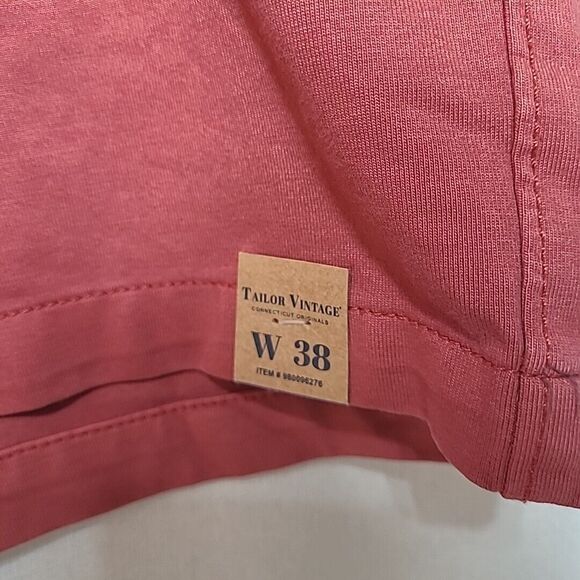 TAILOR VINTAGE®
CONNECTICUT ORIGINALS
W 38
ITEM # 980096276